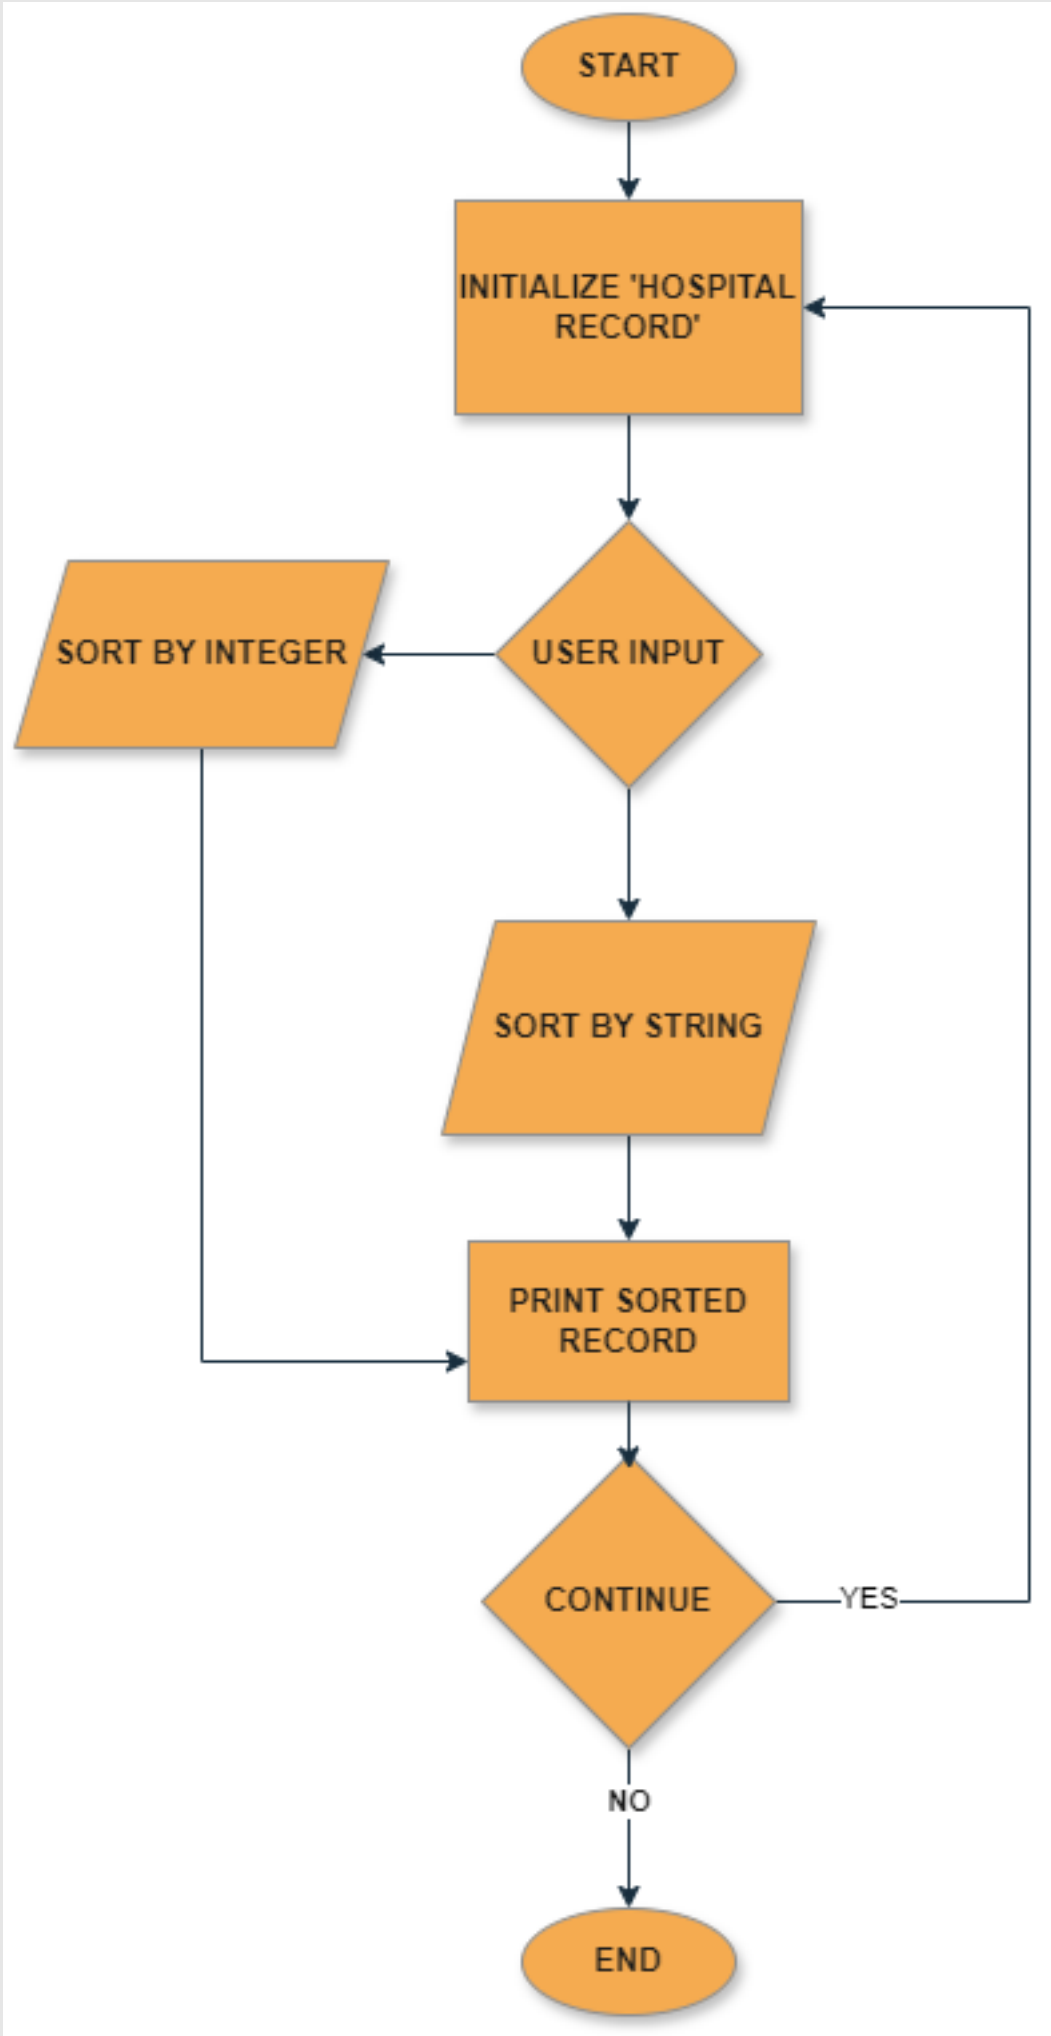 START
INITIALIZE 'HOSPITAL
RECORD'
SORT BY INTEGER
USER INPUT
SORT BY STRING
PRINT SORTED
RECORD
CONTINUE
YES
NO
END